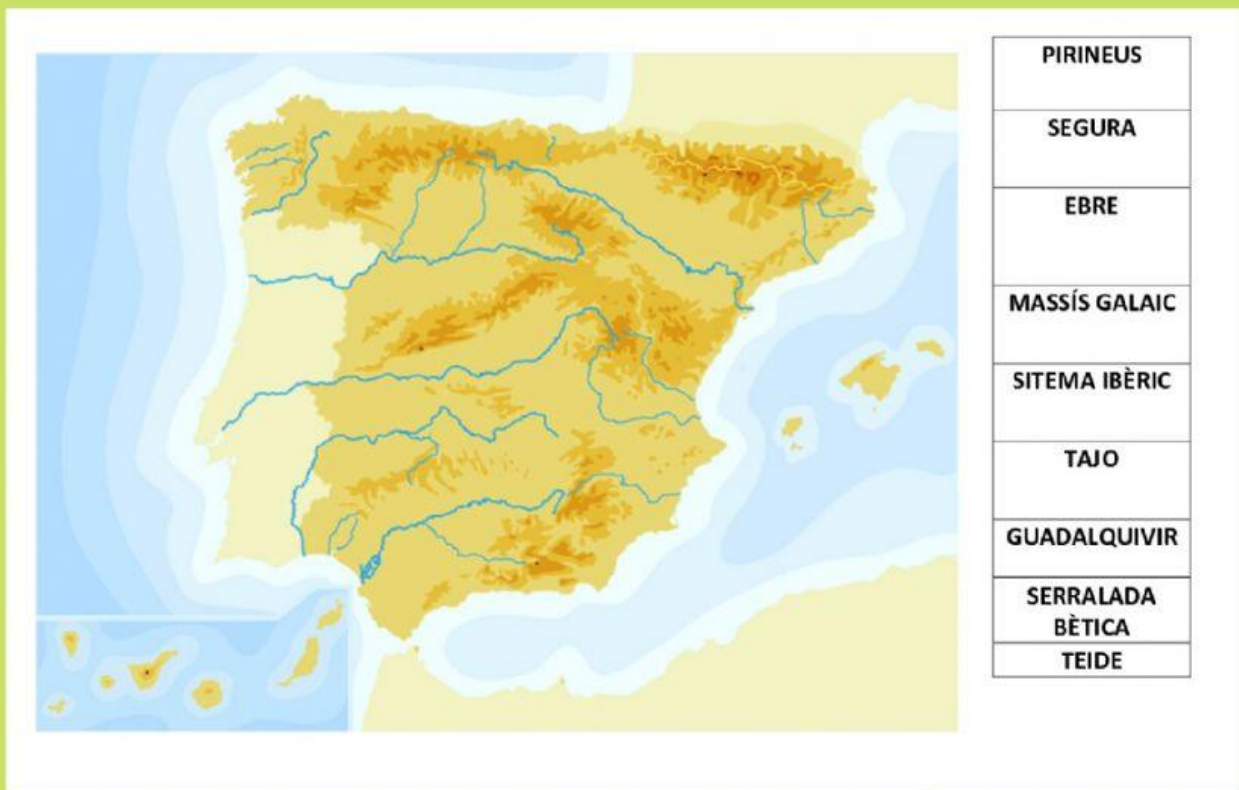 PIRINEUS
SEGURA
EBRE
MASSÍS GALAIC
SITEMA IBÈRIC
TAJO
GUADALQUIVIR
SERRALADA
BÈTICA
TEIDE